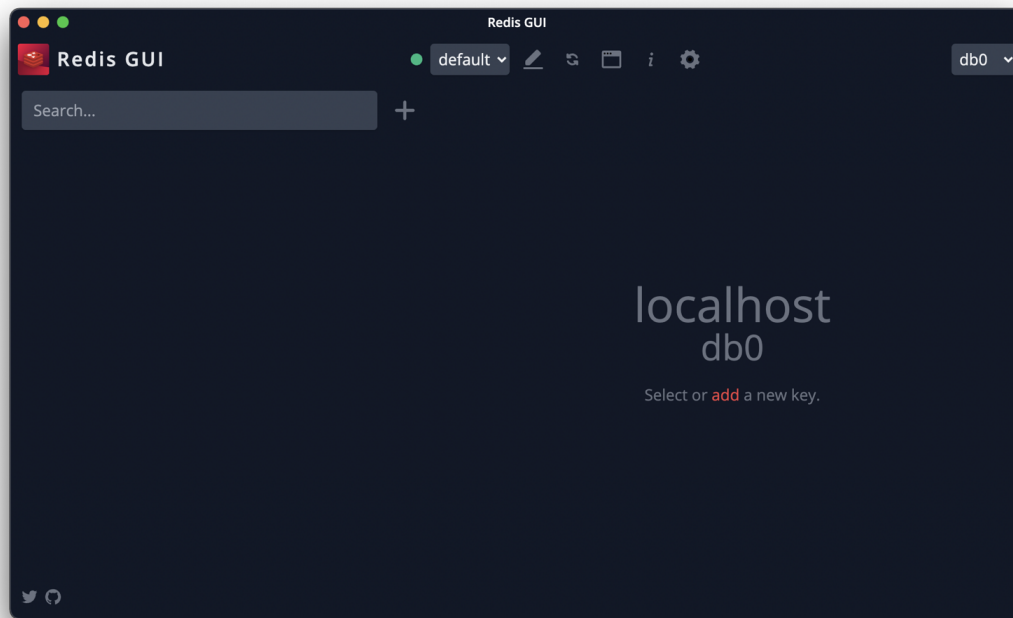 Redis GUI
Redis GUI
default
db0
Search...
localhost
db0
Select or add a new key.